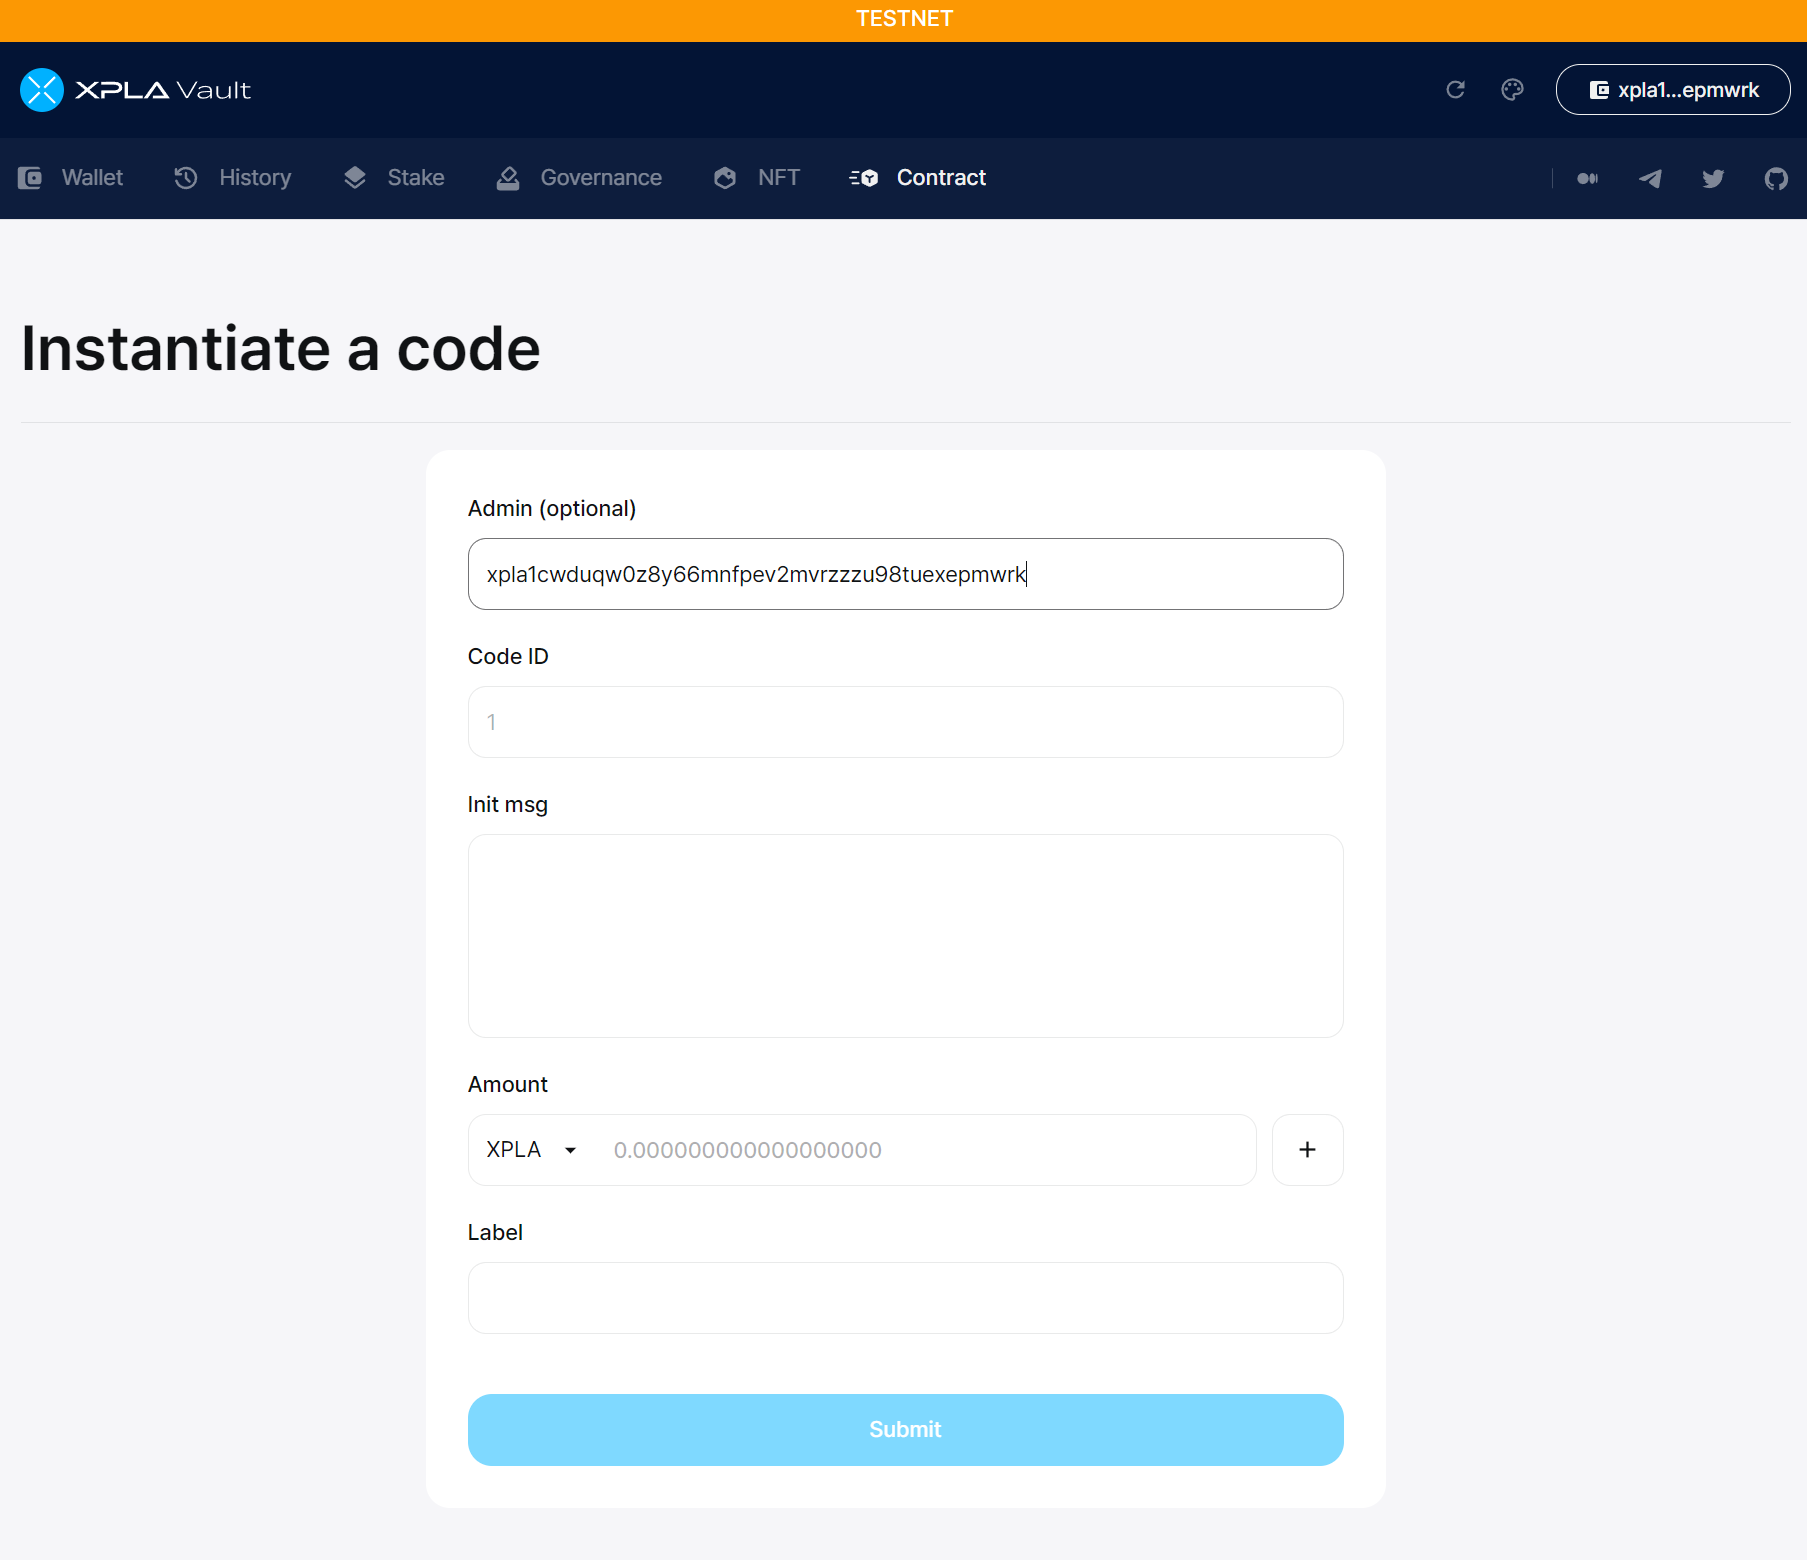 TESTNET
XPLA Vault
xpla1...epmwrk
Wallet History Stake Governance NFT Contract
Instantiate a code
Admin (optional)
xpla1cwduqw0z8y66mnfpev2mvrzzzu98tuexepmwrk
Code ID
1
Init msg
Amount
XPLA 0.000000000000000000
Label
Submit